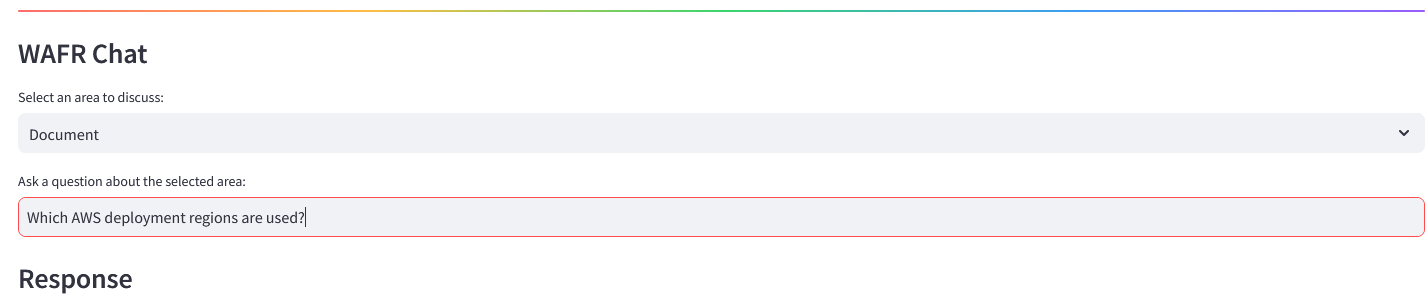 WAFR Chat
Select an area to discuss:
Document
Ask a question about the selected area:
Which AWS deployment regions are used?
Response